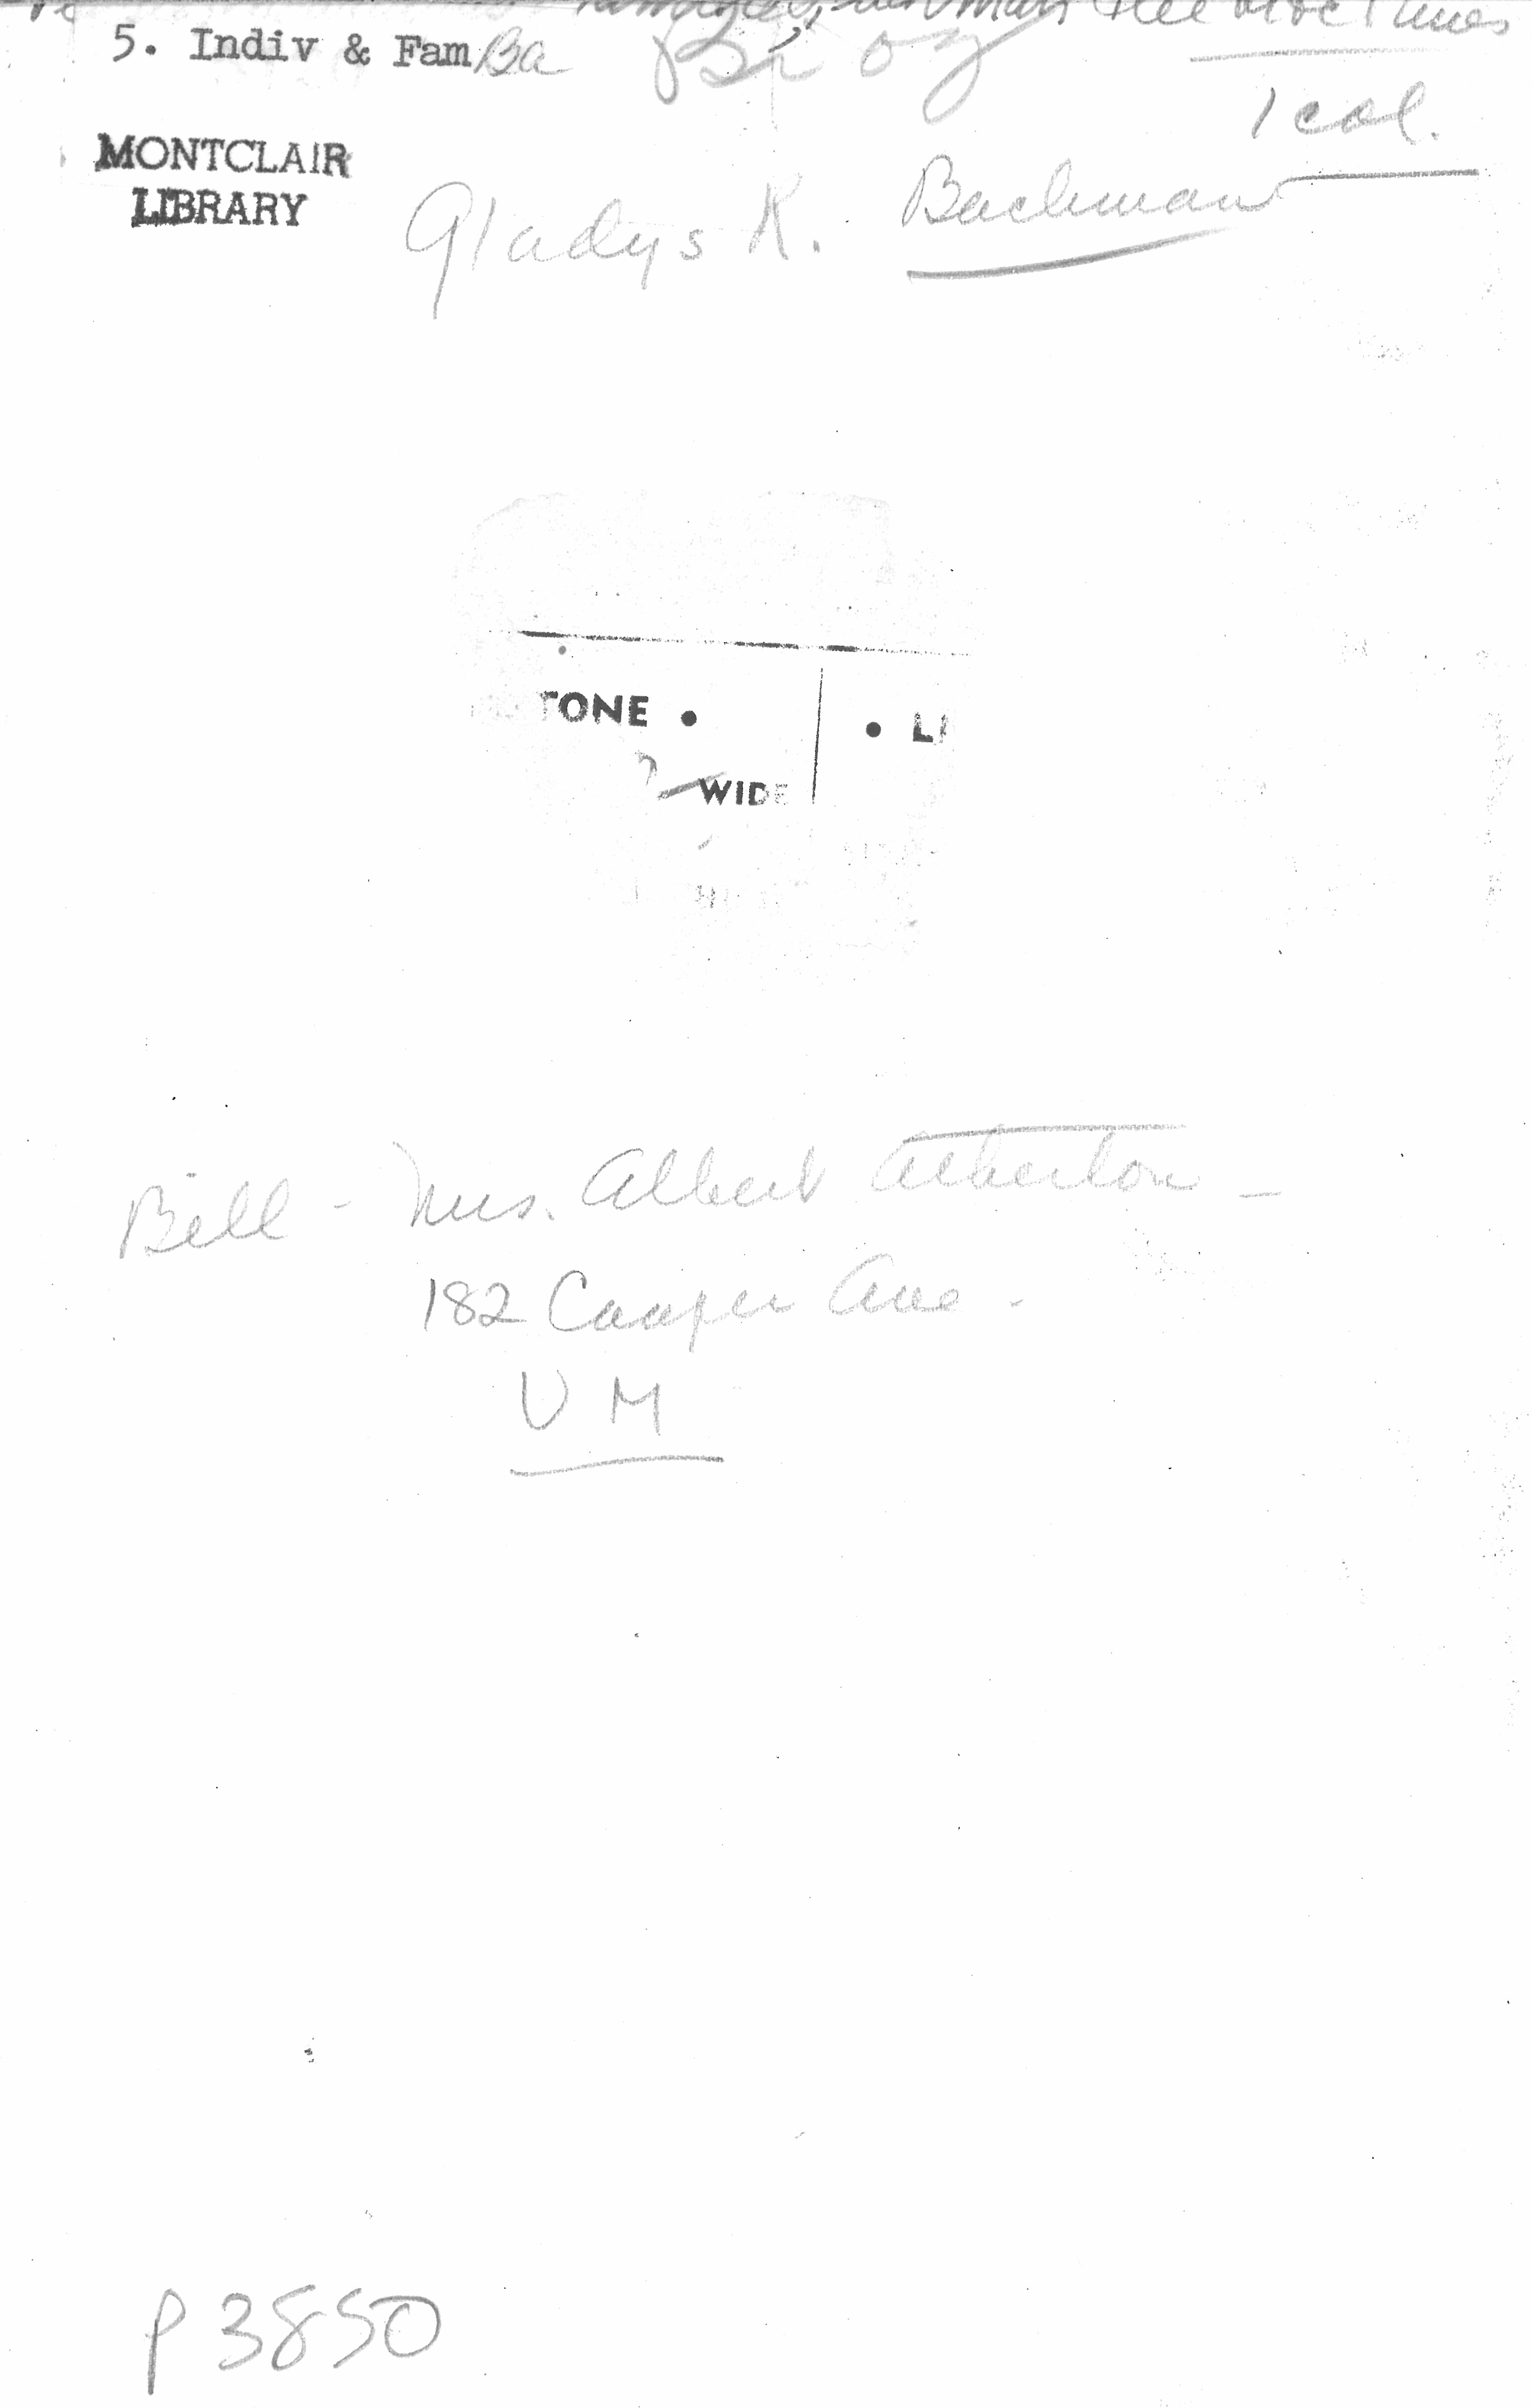 5. Indiv & Fam Ba
1 col.
MONTCLAIR
LIBRARY
Gladys K. Bachman
TONE •
• LI
WIDE
Bill - Mrs. Albert Atherton -
182 Cooper Ave -
U M
P 3850